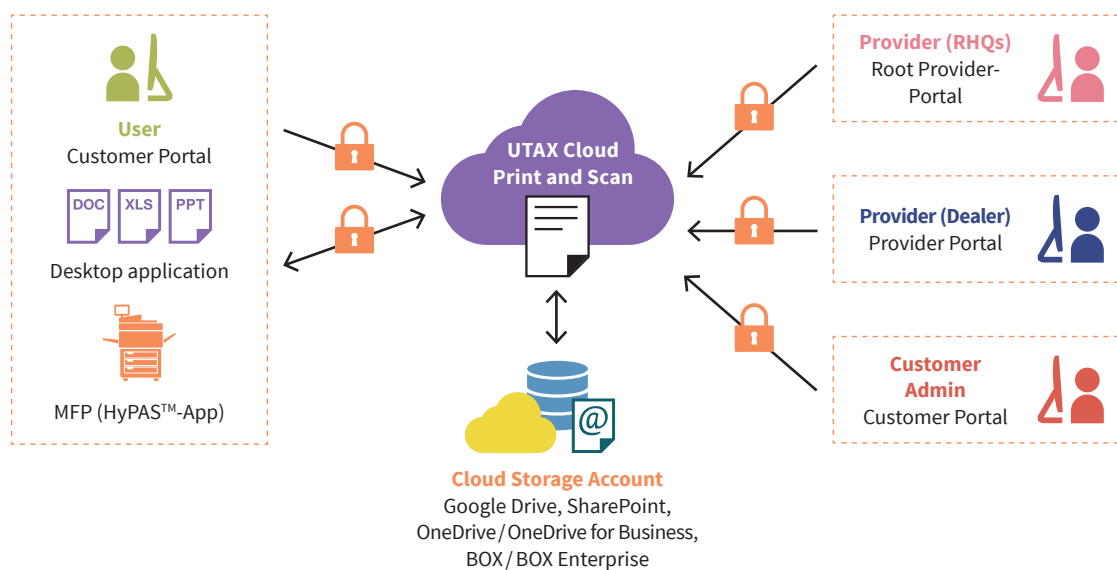 User
Customer Portal
DOC XLS PPT
Desktop application
MFP (HyPAS™-App)
UTAX Cloud
Print and Scan
@
Cloud Storage Account
Google Drive, SharePoint,
OneDrive / OneDrive for Business,
BOX / BOX Enterprise
Provider (RHQs)
Root Provider-
Portal
Provider (Dealer)
Provider Portal
Customer
Admin
Customer Portal